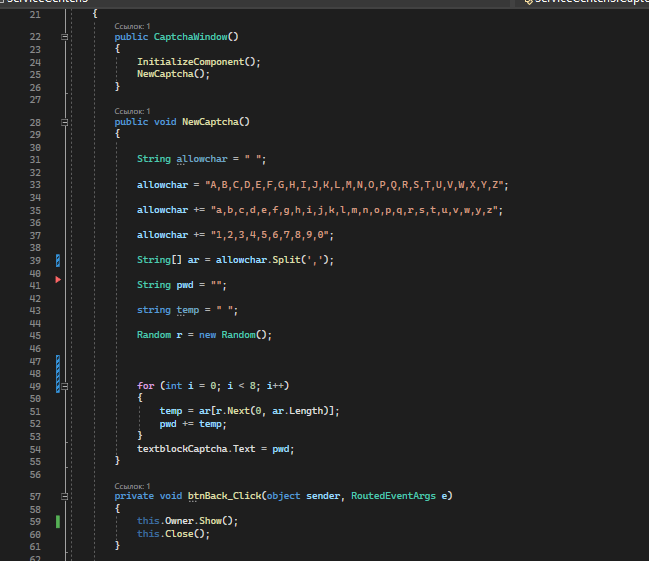 21 {
Ссылок: 1
22 public CaptchaWindow()
23 {
24 InitializeComponent();
25 NewCaptcha();
26 }
27
Ссылок: 1
28 public void NewCaptcha()
29 {
30
31 String allowchar = " ";
32
33 allowchar = "A,B,C,D,E,F,G,H,I,J,K,L,M,N,O,P,Q,R,S,T,U,V,W,X,Y,Z";
34
35 allowchar += "a,b,c,d,e,f,g,h,i,j,k,l,m,n,o,p,q,r,s,t,u,v,w,y,z";
36
37 allowchar += "1,2,3,4,5,6,7,8,9,0";
38
39 String[] ar = allowchar.Split(',');
40
41 String pwd = "";
42
43 string temp = " ";
44
45 Random r = new Random();
46
47
48
49 for (int i = 0; i < 8; i++)
50 {
51 temp = ar[r.Next(0, ar.Length)];
52 pwd += temp;
53 }
54 textblockCaptcha.Text = pwd;
55 }
56
Ссылок: 1
57 private void btnBack_Click(object sender, RoutedEventArgs e)
58 {
59 this.Owner.Show();
60 this.Close();
61 }
62